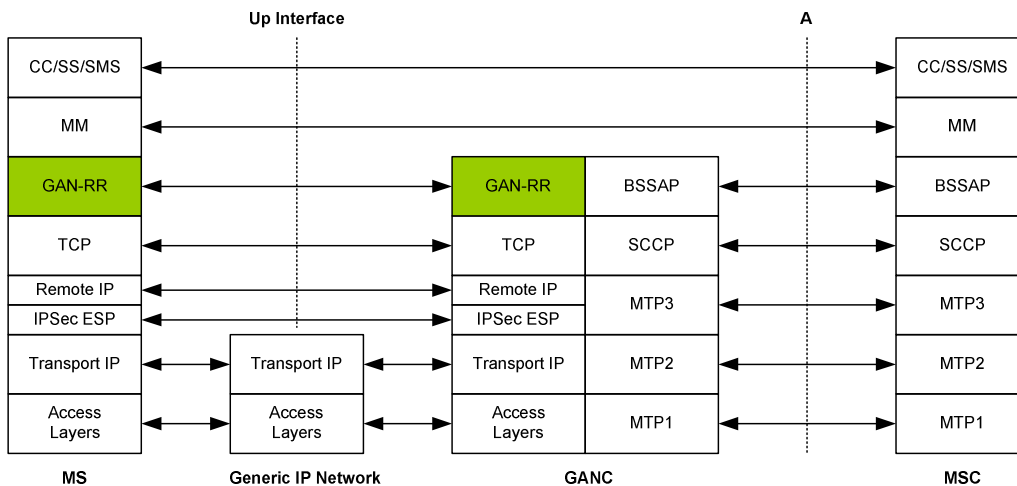 Up Interface
A
CC/SS/SMS
CC/SS/SMS
MM
MM
GAN-RR
GAN-RR
BSSAP
BSSAP
TCP
TCP
SCCP
SCCP
Remote IP
Remote IP
MTP3
MTP3
IPSec ESP
IPSec ESP
Transport IP
Transport IP
Transport IP
MTP2
MTP2
Access
Layers
Access
Layers
Access
Layers
MTP1
MTP1
MS
Generic IP Network
GANC
MSC